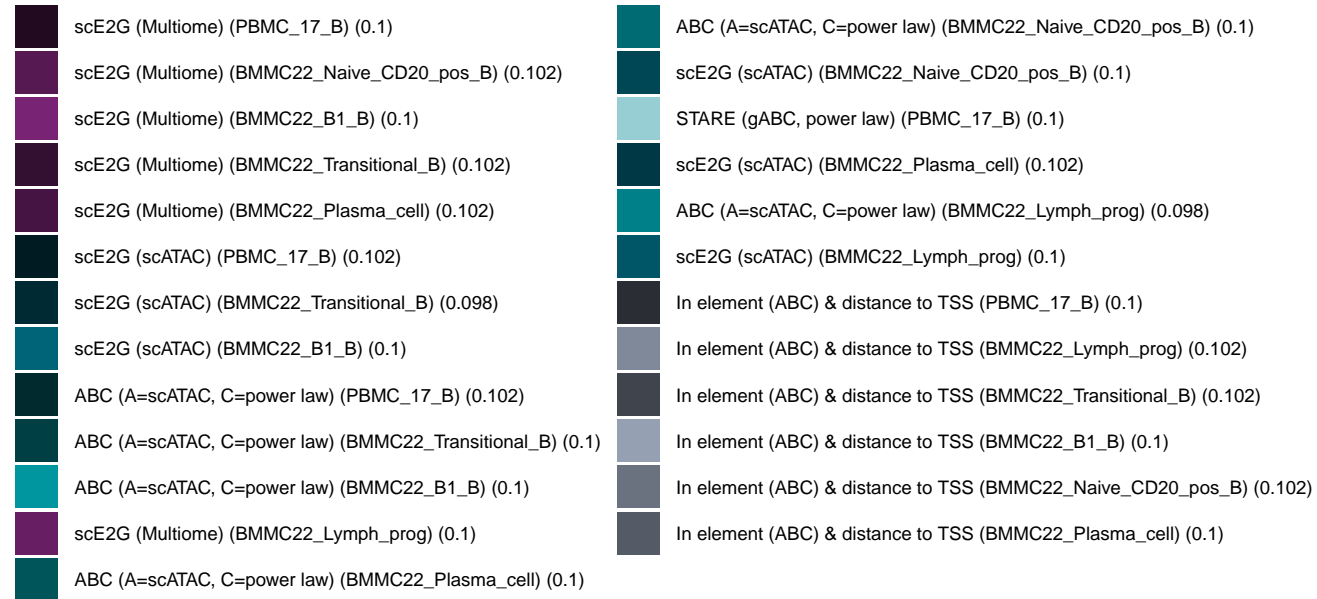 scE2G (Multiome) (PBMC_17_B) (0.1)
scE2G (Multiome) (BMMC22_Naive_CD20_pos_B) (0.102)
scE2G (Multiome) (BMMC22_B1_B) (0.1)
scE2G (Multiome) (BMMC22_Transitional_B) (0.102)
scE2G (Multiome) (BMMC22_Plasma_cell) (0.102)
scE2G (scATAC) (PBMC_17_B) (0.102)
scE2G (scATAC) (BMMC22_Transitional_B) (0.098)
scE2G (scATAC) (BMMC22_B1_B) (0.1)
ABC (A=scATAC, C=power law) (PBMC_17_B) (0.102)
ABC (A=scATAC, C=power law) (BMMC22_Transitional_B) (0.1)
ABC (A=scATAC, C=power law) (BMMC22_B1_B) (0.1)
scE2G (Multiome) (BMMC22_Lymph_prog) (0.1)
ABC (A=scATAC, C=power law) (BMMC22_Plasma_cell) (0.1)
ABC (A=scATAC, C=power law) (BMMC22_Naive_CD20_pos_B) (0.1)
scE2G (scATAC) (BMMC22_Naive_CD20_pos_B) (0.1)
STARE (gABC, power law) (PBMC_17_B) (0.1)
scE2G (scATAC) (BMMC22_Plasma_cell) (0.102)
ABC (A=scATAC, C=power law) (BMMC22_Lymph_prog) (0.098)
scE2G (scATAC) (BMMC22_Lymph_prog) (0.1)
In element (ABC) & distance to TSS (PBMC_17_B) (0.1)
In element (ABC) & distance to TSS (BMMC22_Lymph_prog) (0.102)
In element (ABC) & distance to TSS (BMMC22_Transitional_B) (0.102)
In element (ABC) & distance to TSS (BMMC22_B1_B) (0.1)
In element (ABC) & distance to TSS (BMMC22_Naive_CD20_pos_B) (0.102)
In element (ABC) & distance to TSS (BMMC22_Plasma_cell) (0.1)